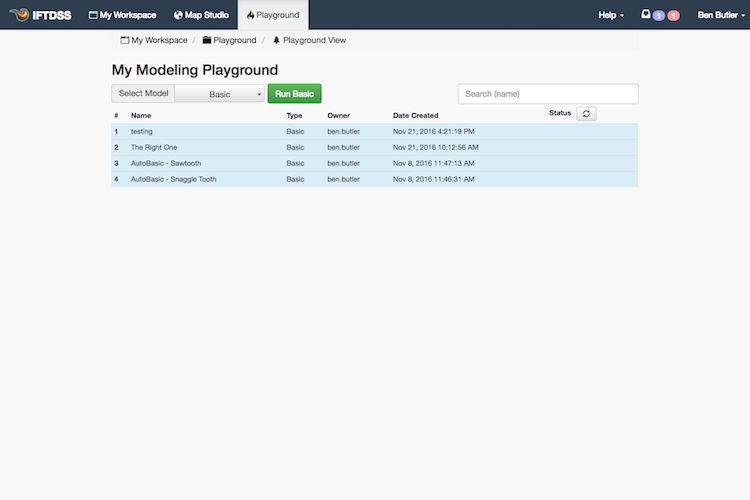 IFTDSS My Workspace Map Studio Playground Help 1 1 Ben Butler
My Workspace / Playground / Playground View
My Modeling Playground
Select Model Basic Run Basic Search (name)
# Name Type Owner Date Created Status
1 testing Basic ben.butler Nov 21, 2016 4:21:19 PM
2 The Right One Basic ben.butler Nov 21, 2016 10:12:56 AM
3 AutoBasic - Sawtooth Basic ben.butler Nov 8, 2016 11:47:13 AM
4 AutoBasic - Snaggle Tooth Basic ben.butler Nov 8, 2016 11:46:31 AM